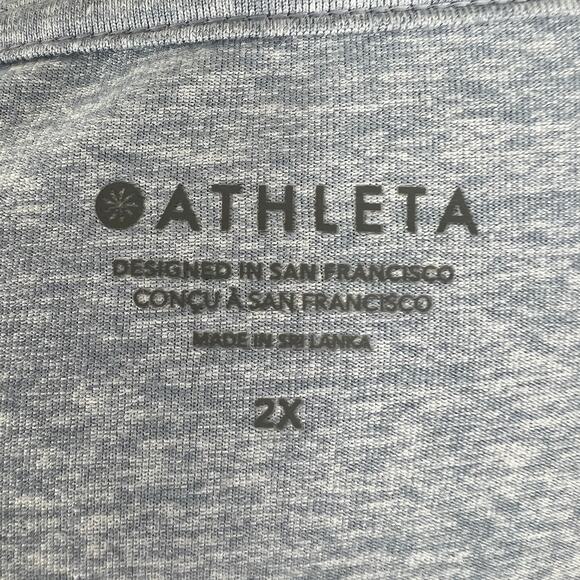 ATHLETA
DESIGNED IN SAN FRANCISCO
CONÇU À SAN FRANCISCO
MADE IN SRI LANKA
2X